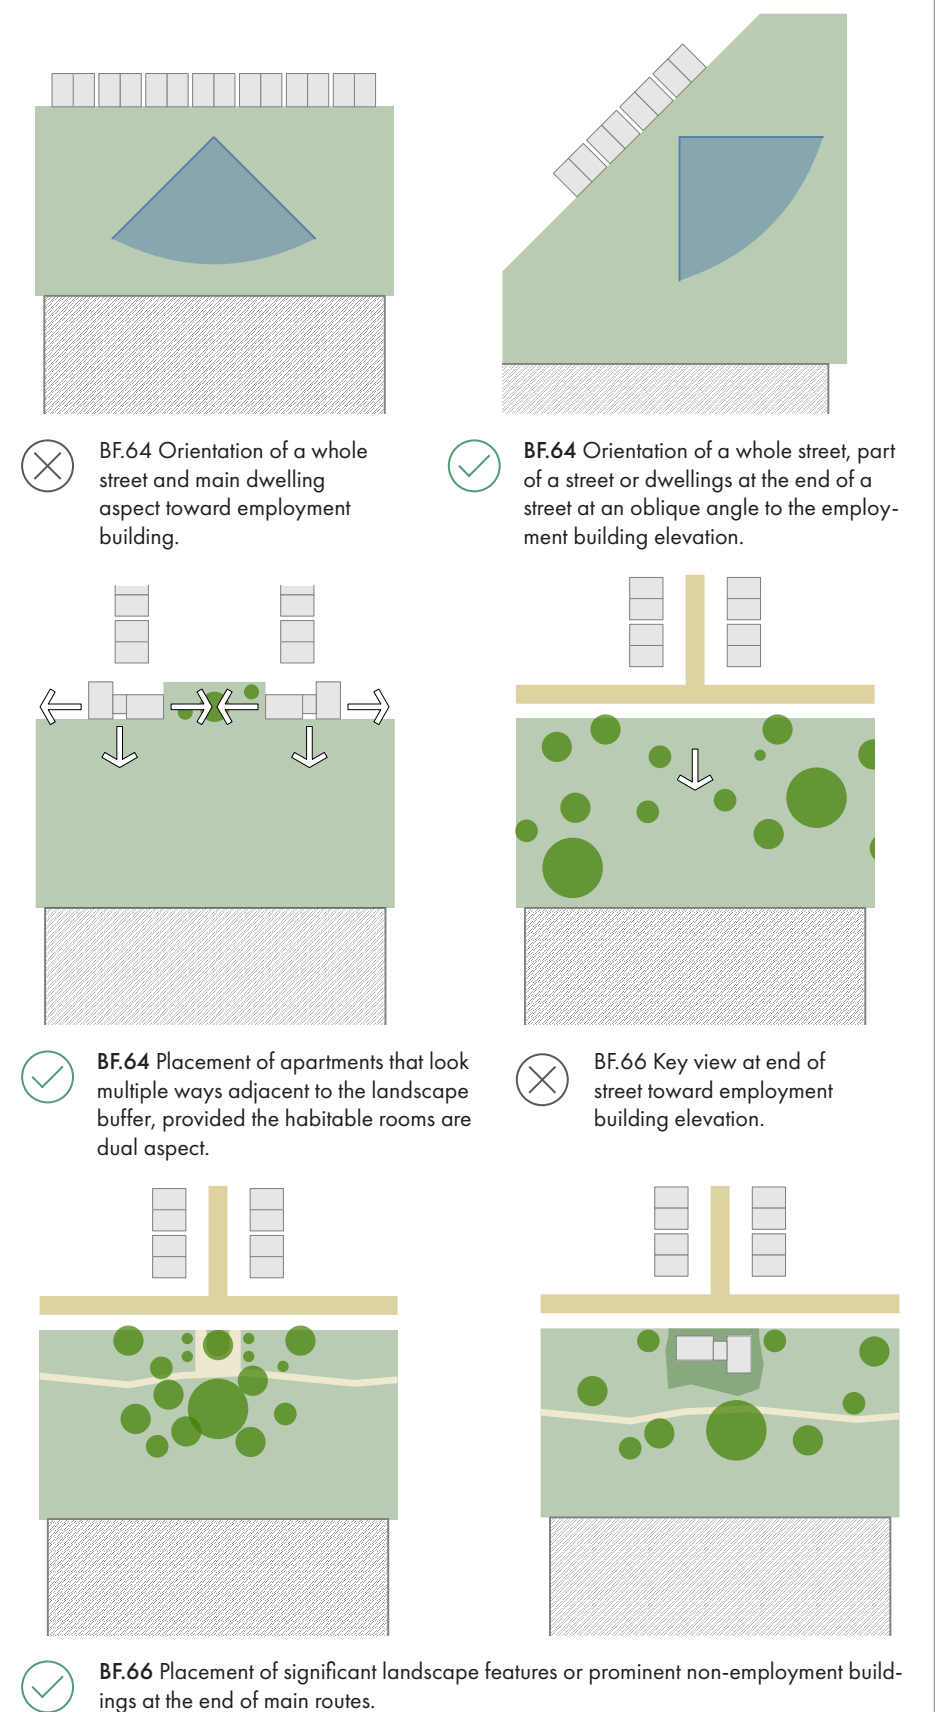 BF.64 Orientation of a whole
street and main dwelling
aspect toward employment
building.
BF.64 Orientation of a whole street, part
of a street or dwellings at the end of a
street at an oblique angle to the employ-
ment building elevation.
BF.64 Placement of apartments that look
multiple ways adjacent to the landscape
buffer, provided the habitable rooms are
dual aspect.
BF.66 Key view at end of
street toward employment
building elevation.
BF.66 Placement of significant landscape features or prominent non-employment build-
ings at the end of main routes.